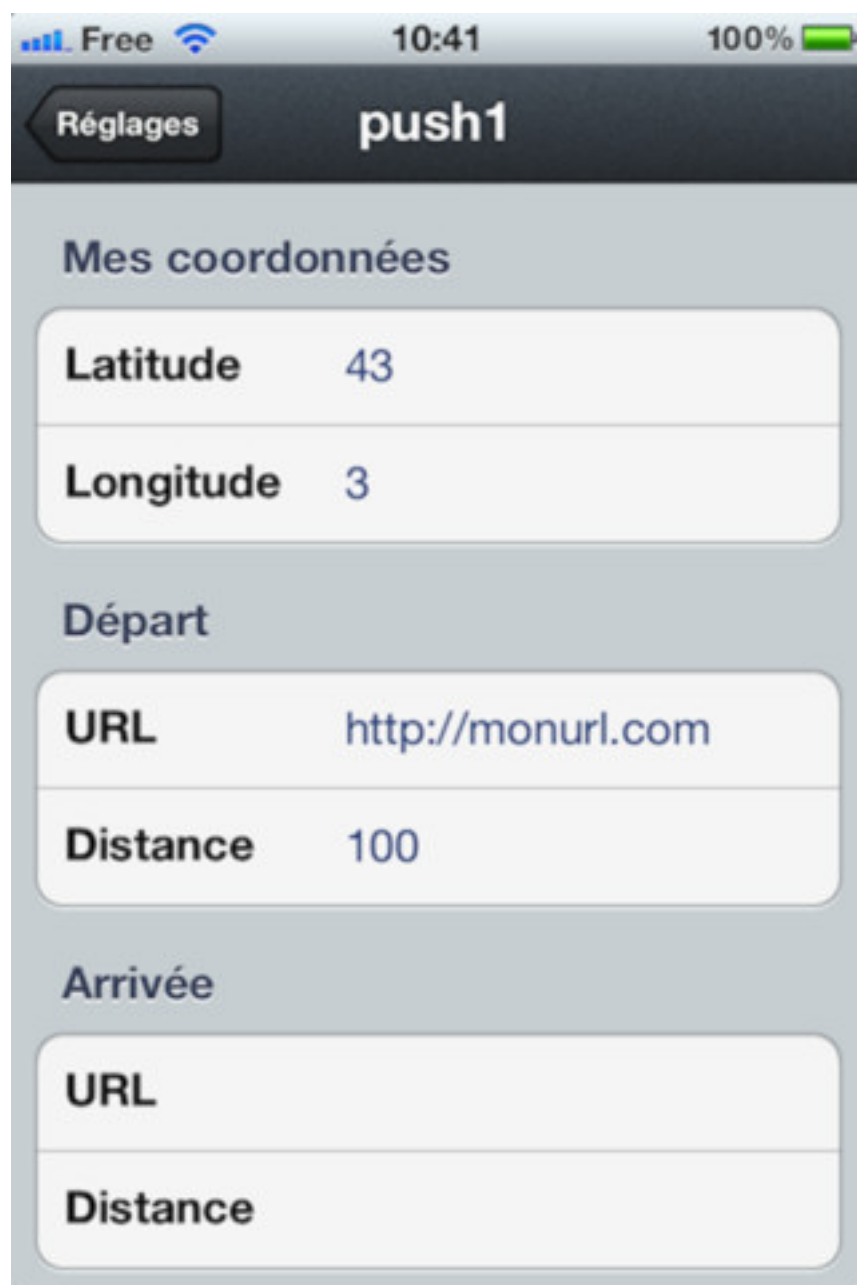 Free 10:41 100%
Réglages push1
Mes coordonnées
Latitude 43
Longitude 3
Départ
URL http://monurl.com
Distance 100
Arrivée
URL
Distance